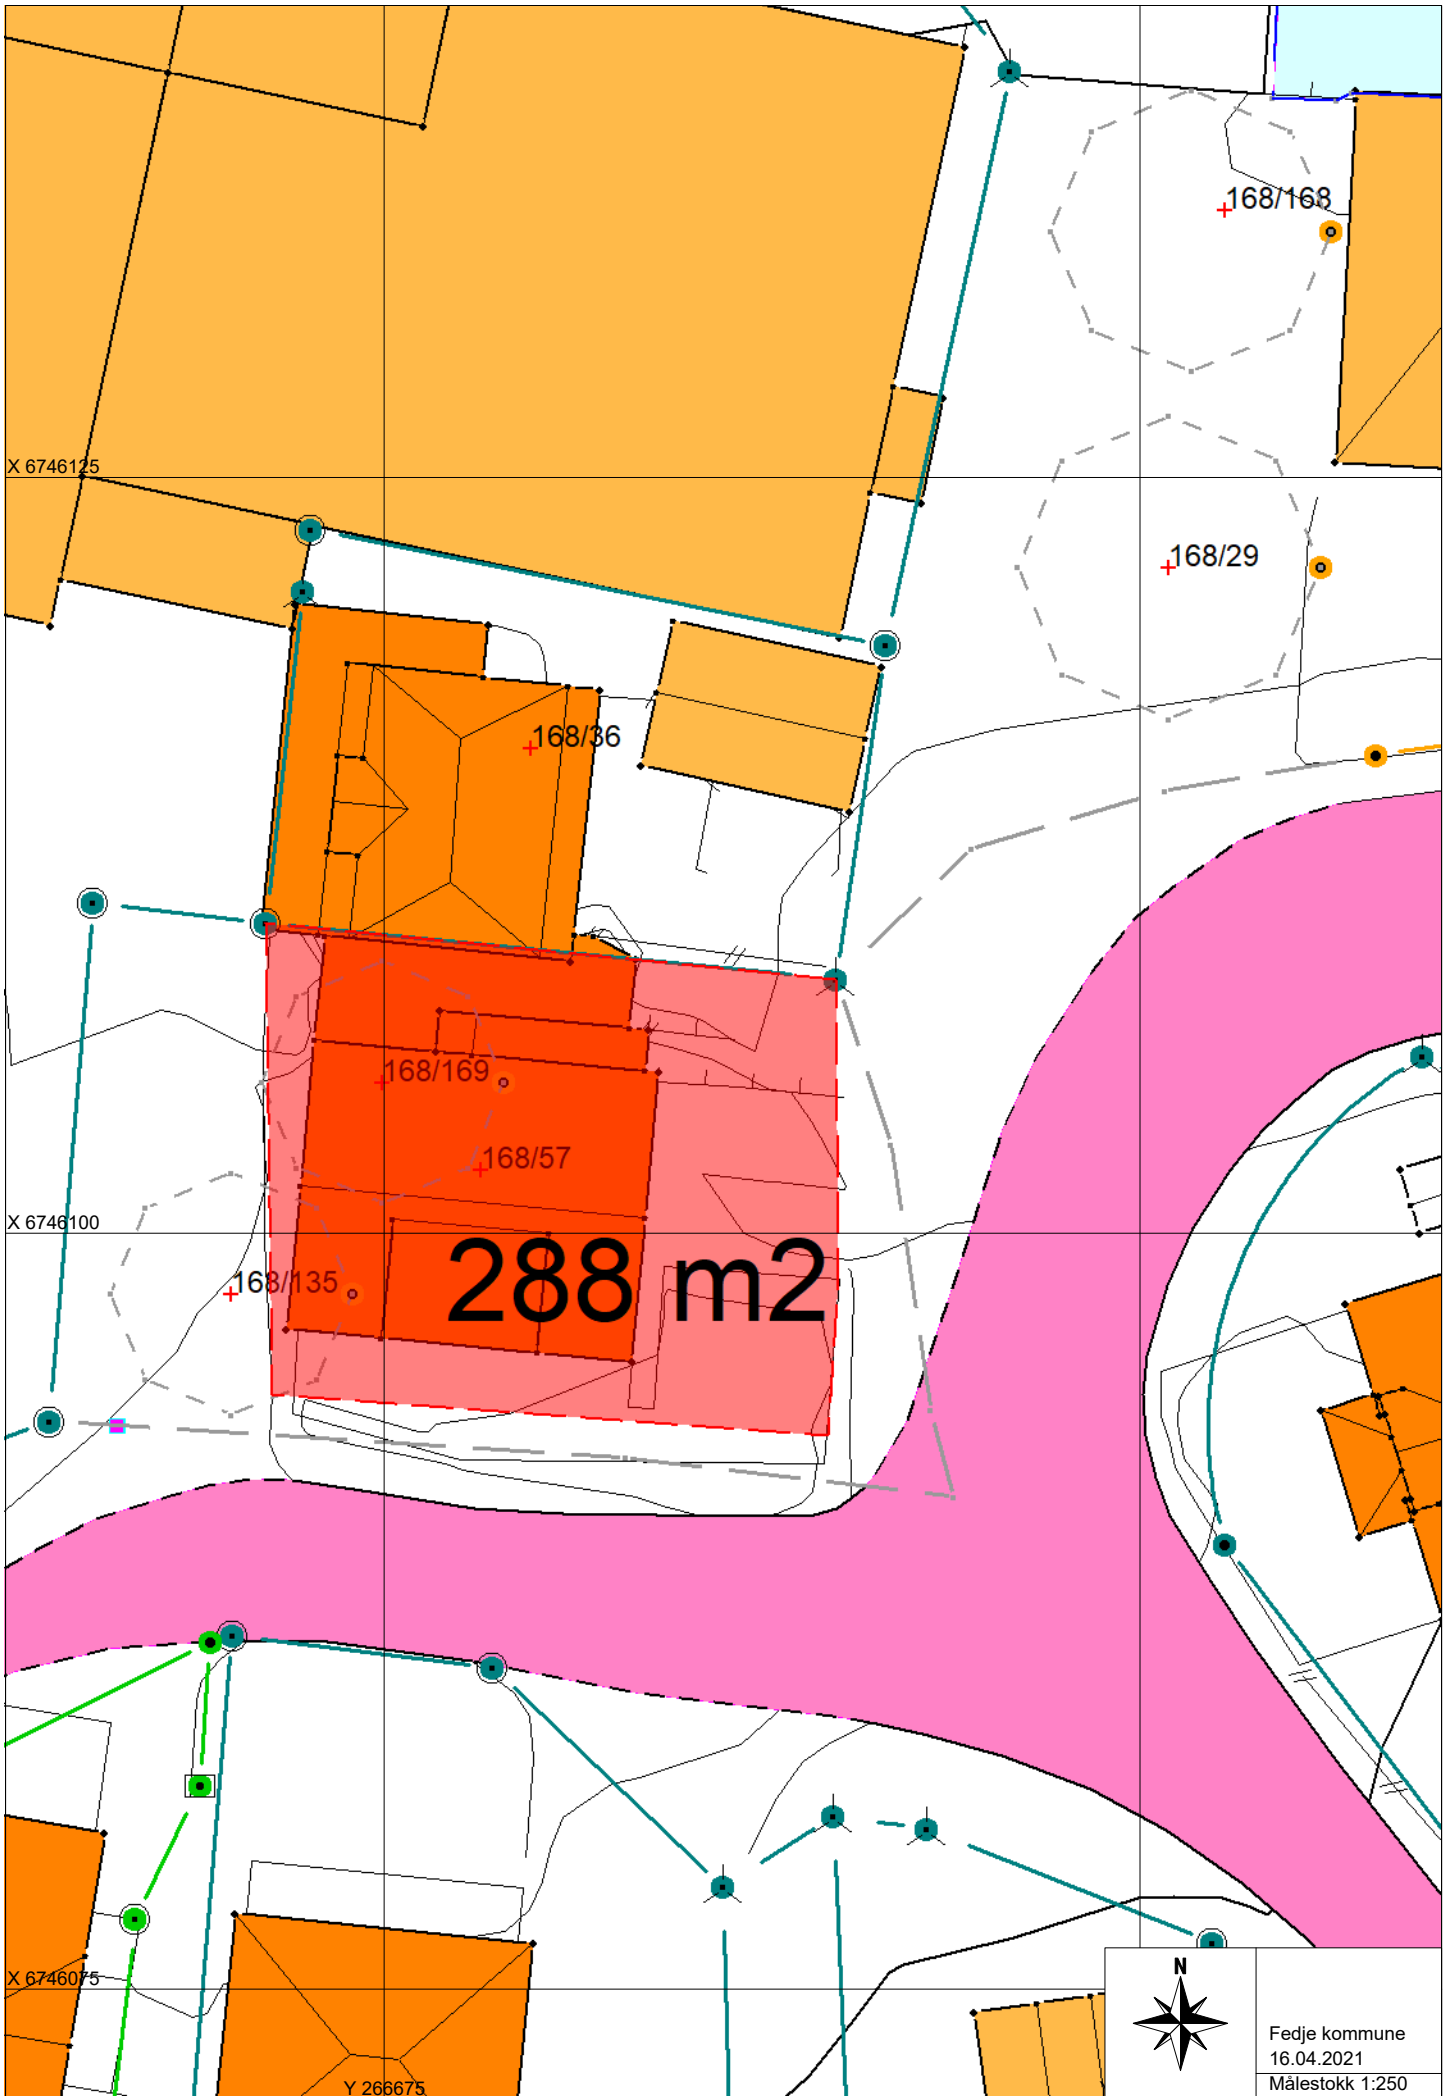 168/168
X 6746125
168/29
168/36
168/169
168/57
X 6746100
288 m2
168/135
X 6746075
N
Fedje kommune
16.04.2021
Y 266675
Målestokk 1:250